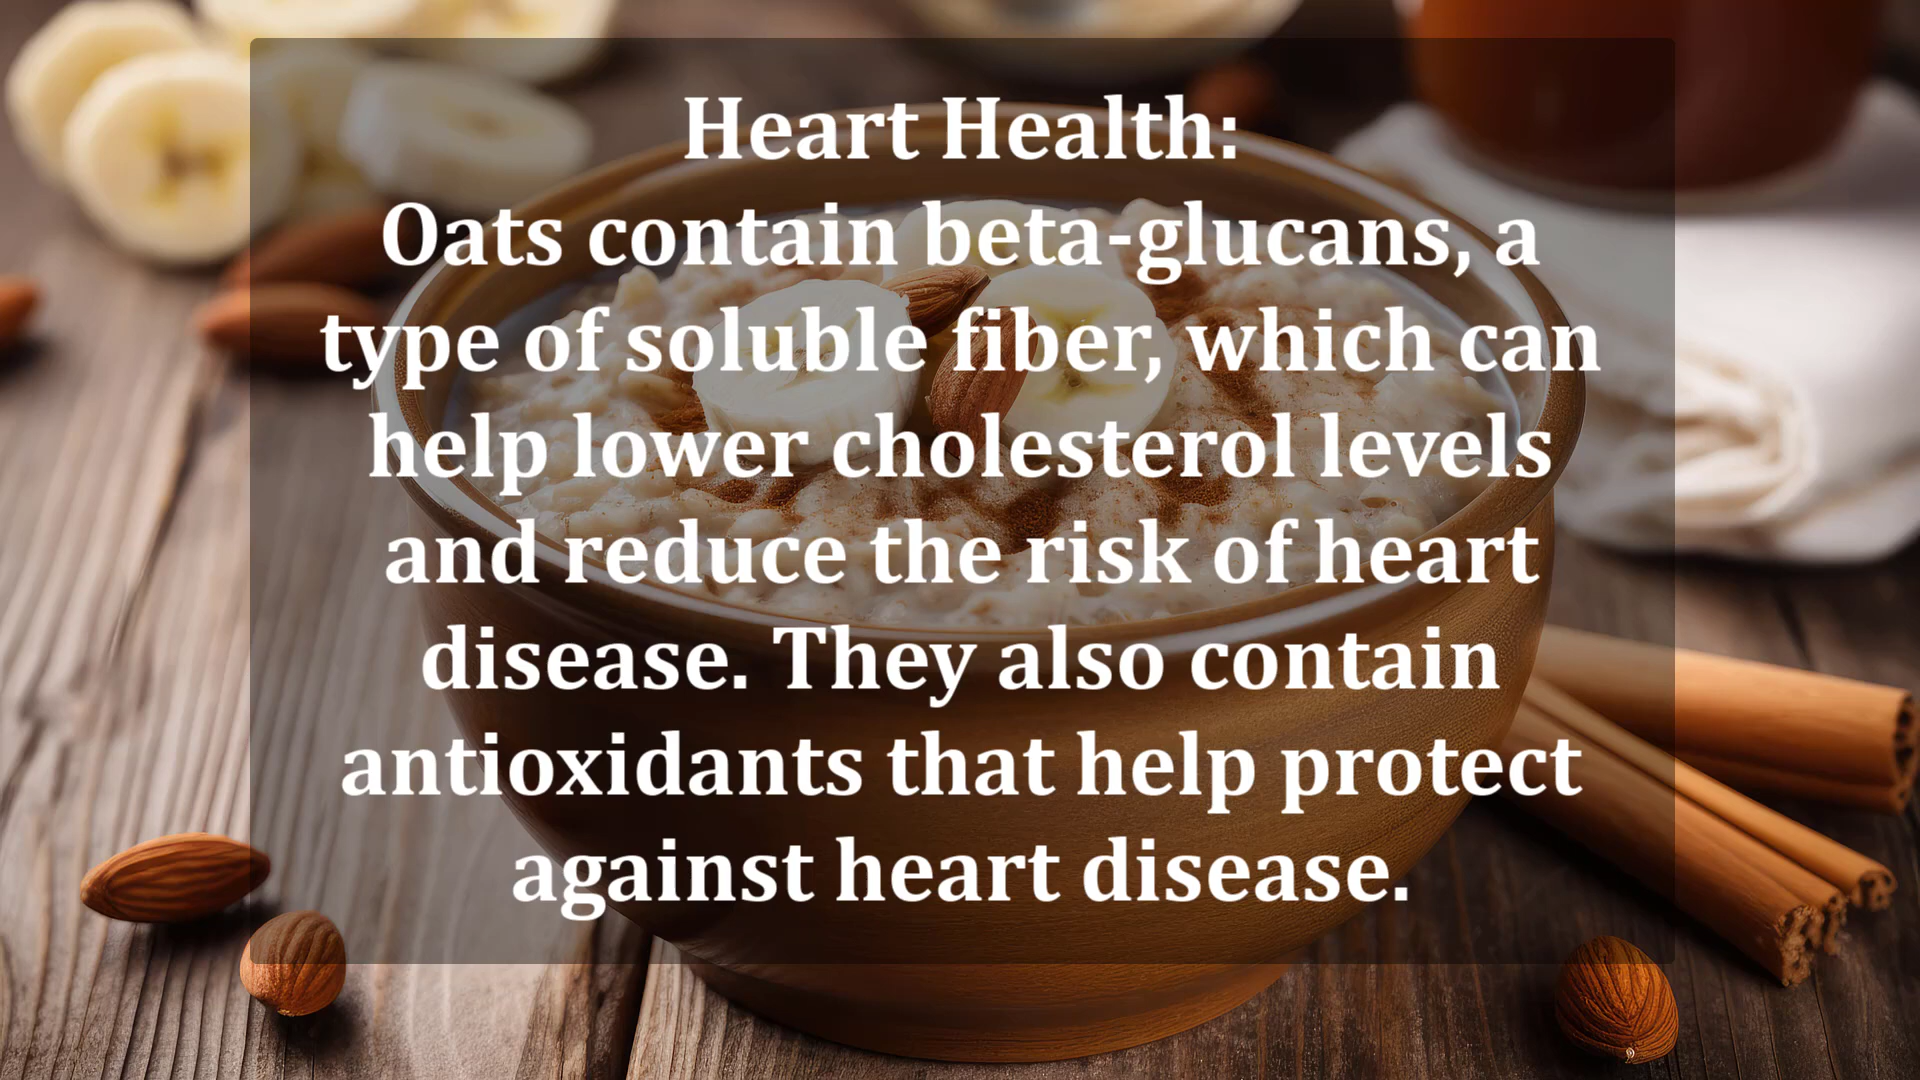 Heart Health:
Oats contain beta-glucans, a
type of soluble fiber, which can
help lower cholesterol levels
and reduce the risk of heart
disease. They also contain
antioxidants that help protect
against heart disease.